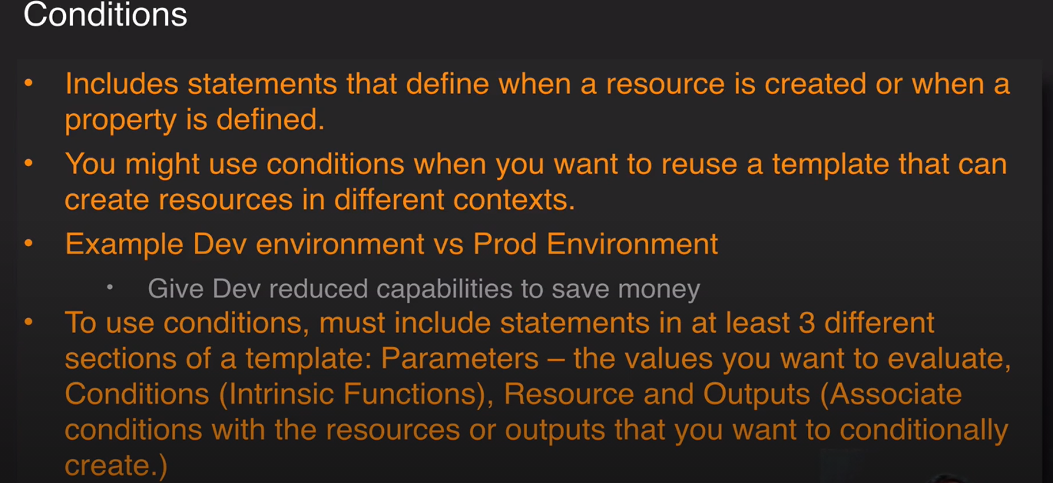 Conditions
• Includes statements that define when a resource is created or when a
property is defined.
• You might use conditions when you want to reuse a template that can
create resources in different contexts.
• Example Dev environment vs Prod Environment
• Give Dev reduced capabilities to save money
• To use conditions, must include statements in at least 3 different
sections of a template: Parameters – the values you want to evaluate,
Conditions (Intrinsic Functions), Resource and Outputs (Associate
conditions with the resources or outputs that you want to conditionally
create.)